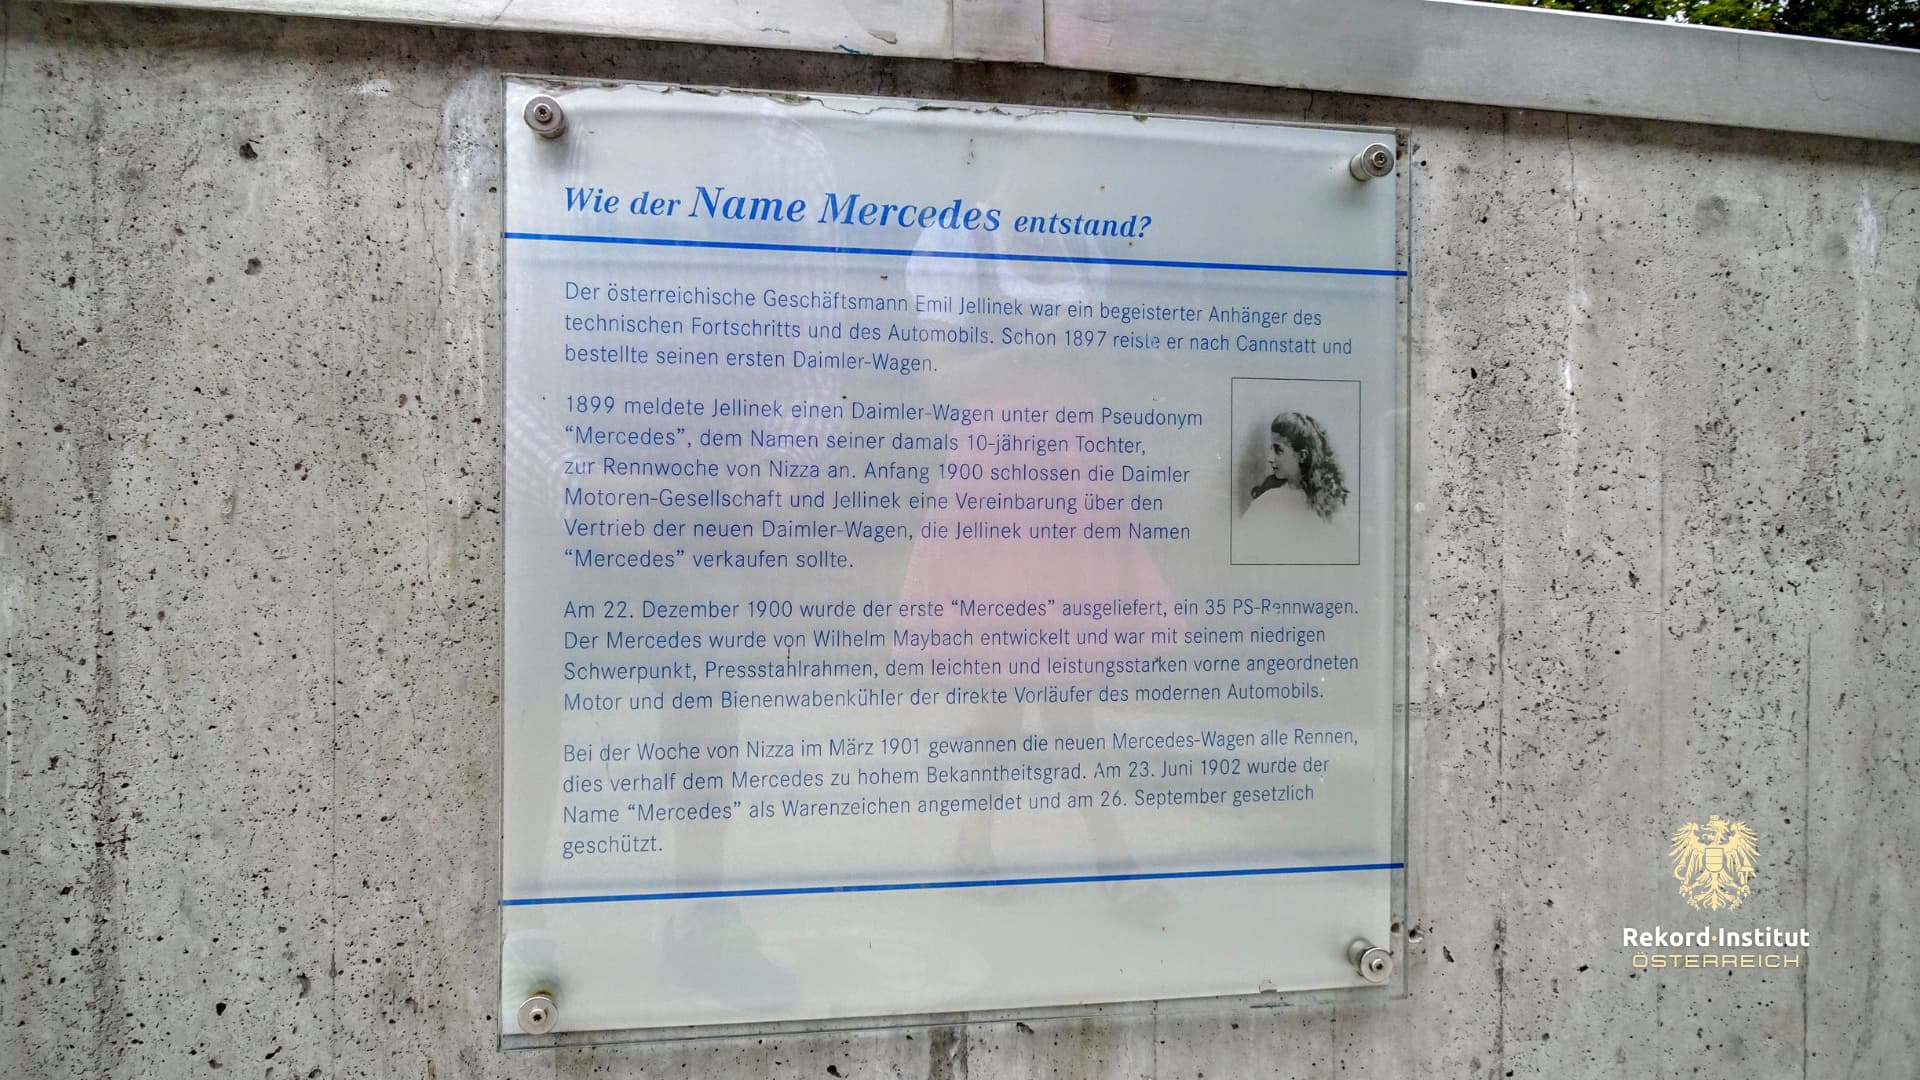 Wie der Name Mercedes entstand?
Der österreichische Geschäftsmann Emil Jellinek war ein begeisterter Anhänger des
technischen Fortschritts und des Automobils. Schon 1897 reiste er nach Cannstatt und
bestellte seinen ersten Daimler-Wagen.
1899 meldete Jellinek einen Daimler-Wagen unter dem Pseudonym
“Mercedes”, dem Namen seiner damals 10-jährigen Tochter,
zur Rennwoche von Nizza an. Anfang 1900 schlossen die Daimler
Motoren-Gesellschaft und Jellinek eine Vereinbarung über den
Vertrieb der neuen Daimler-Wagen, die Jellinek unter dem Namen
“Mercedes” verkaufen sollte.
Am 22. Dezember 1900 wurde der erste “Mercedes” ausgeliefert, ein 35 PS-Rennwagen.
Der Mercedes wurde von Wilhelm Maybach entwickelt und war mit seinem niedrigen
Schwerpunkt, Pressstahlrahmen, dem leichten und leistungsstarken vorne angeordneten
Motor und dem Bienenwabenkühler der direkte Vorläufer des modernen Automobils.
Bei der Woche von Nizza im März 1901 gewannen die neuen Mercedes-Wagen alle Rennen,
dies verhalf dem Mercedes zu hohem Bekanntheitsgrad. Am 23. Juni 1902 wurde der
Name “Mercedes” als Warenzeichen angemeldet und am 26. September gesetzlich
geschützt.
Rekord·Institut
ÖSTERREICH